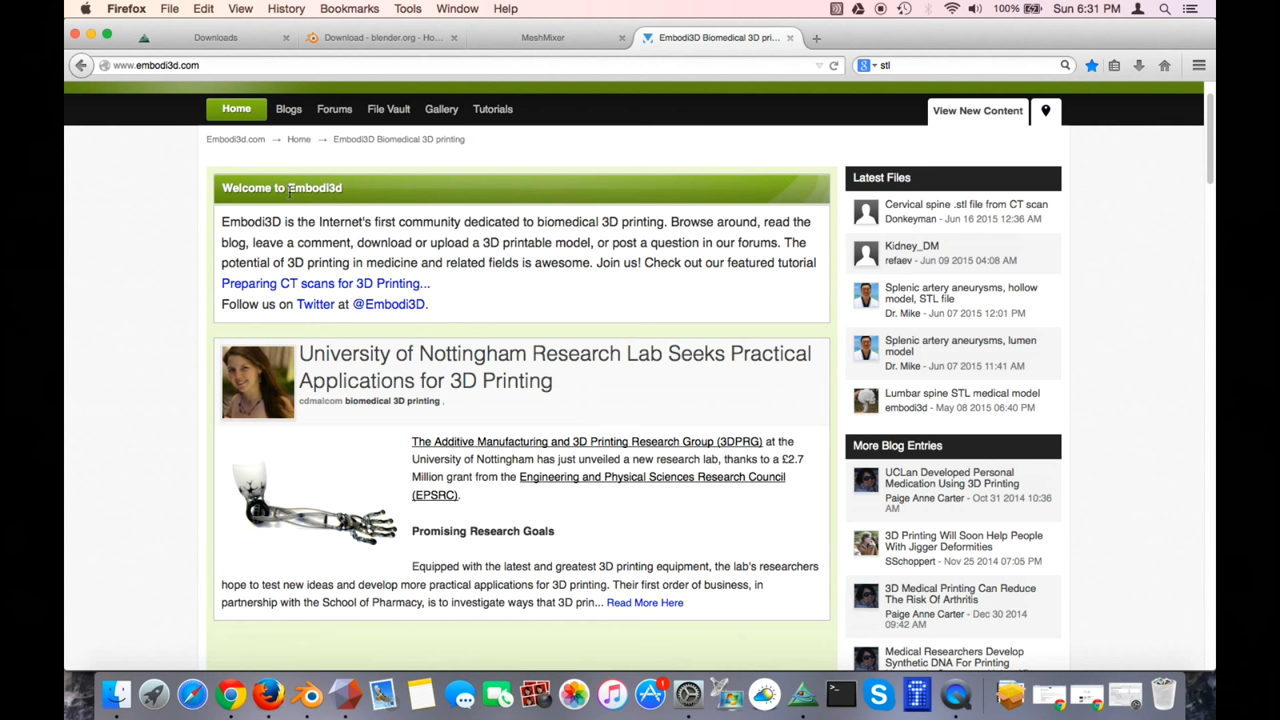 Firefox File Edit View History Bookmarks Tools Window Help 100% Sun 6:31 PM
Downloads Download - blender.org - Ho... MeshMixer Embodi3D Biomedical 3D pri...
www.embodi3d.com stl
Home Blogs Forums File Vault Gallery Tutorials View New Content
Embodi3d.com → Home → Embodi3D Biomedical 3D printing
Welcome to Embodi3d
Embodi3D is the Internet's first community dedicated to biomedical 3D printing. Browse around, read the
blog, leave a comment, download or upload a 3D printable model, or post a question in our forums. The
potential of 3D printing in medicine and related fields is awesome. Join us! Check out our featured tutorial
Preparing CT scans for 3D Printing...
Follow us on Twitter at @Embodi3D.
University of Nottingham Research Lab Seeks Practical
Applications for 3D Printing
cdmalcom biomedical 3D printing ,
The Additive Manufacturing and 3D Printing Research Group (3DPRG) at the
University of Nottingham has just unveiled a new research lab, thanks to a £2.7
Million grant from the Engineering and Physical Sciences Research Council
(EPSRC).
Promising Research Goals
Equipped with the latest and greatest 3D printing equipment, the lab's researchers
hope to test new ideas and develop more practical applications for 3D printing. Their first order of business, in
partnership with the School of Pharmacy, is to investigate ways that 3D prin... Read More Here
Latest Files
Cervical spine .stl file from CT scan
Donkeyman - Jun 16 2015 12:36 AM
Kidney_DM
refaev - Jun 09 2015 04:08 AM
Splenic artery aneurysms, hollow
model, STL file
Dr. Mike - Jun 07 2015 12:01 PM
Splenic artery aneurysms, lumen
model
Dr. Mike - Jun 07 2015 11:41 AM
Lumbar spine STL medical model
embodi3d - May 08 2015 06:40 PM
More Blog Entries
UCLan Developed Personal
Medication Using 3D Printing
Paige Anne Carter - Oct 31 2014 10:36
AM
3D Printing Will Soon Help People
With Jigger Deformities
SSchoppert - Nov 25 2014 07:05 PM
3D Medical Printing Can Reduce
The Risk Of Arthritis
Paige Anne Carter - Dec 30 2014
09:42 AM
Medical Researchers Develop
Synthetic DNA For Printing
1